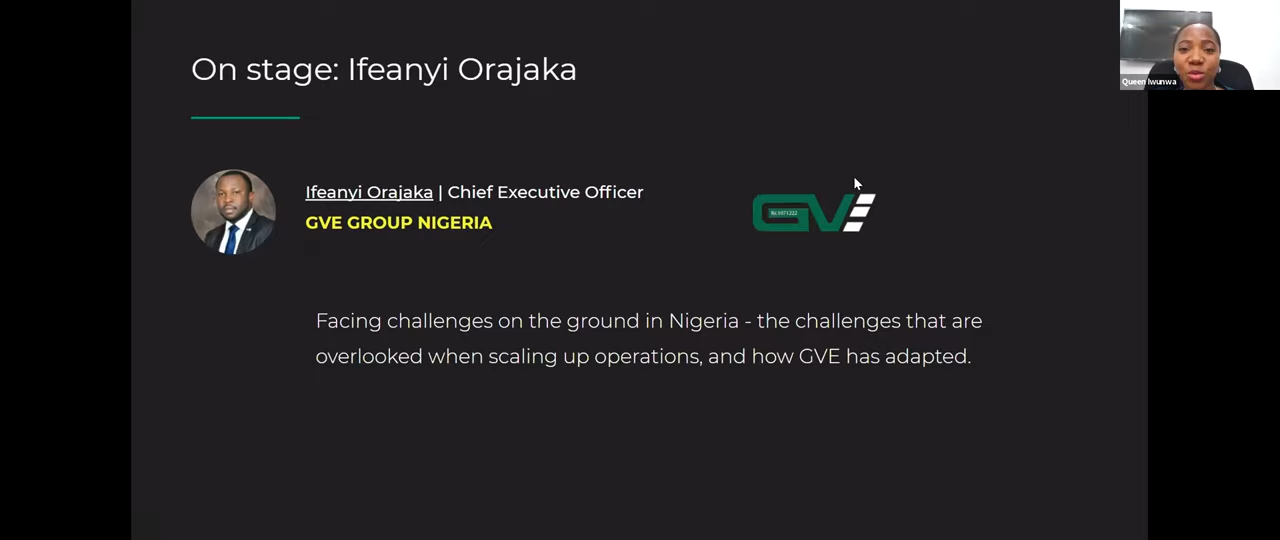 On stage: Ifeanyi Orajaka
Queen Iwunwa
Ifeanyi Orajaka | Chief Executive Officer
GVE GROUP NIGERIA
GVE
Facing challenges on the ground in Nigeria - the challenges that are
overlooked when scaling up operations, and how GVE has adapted.